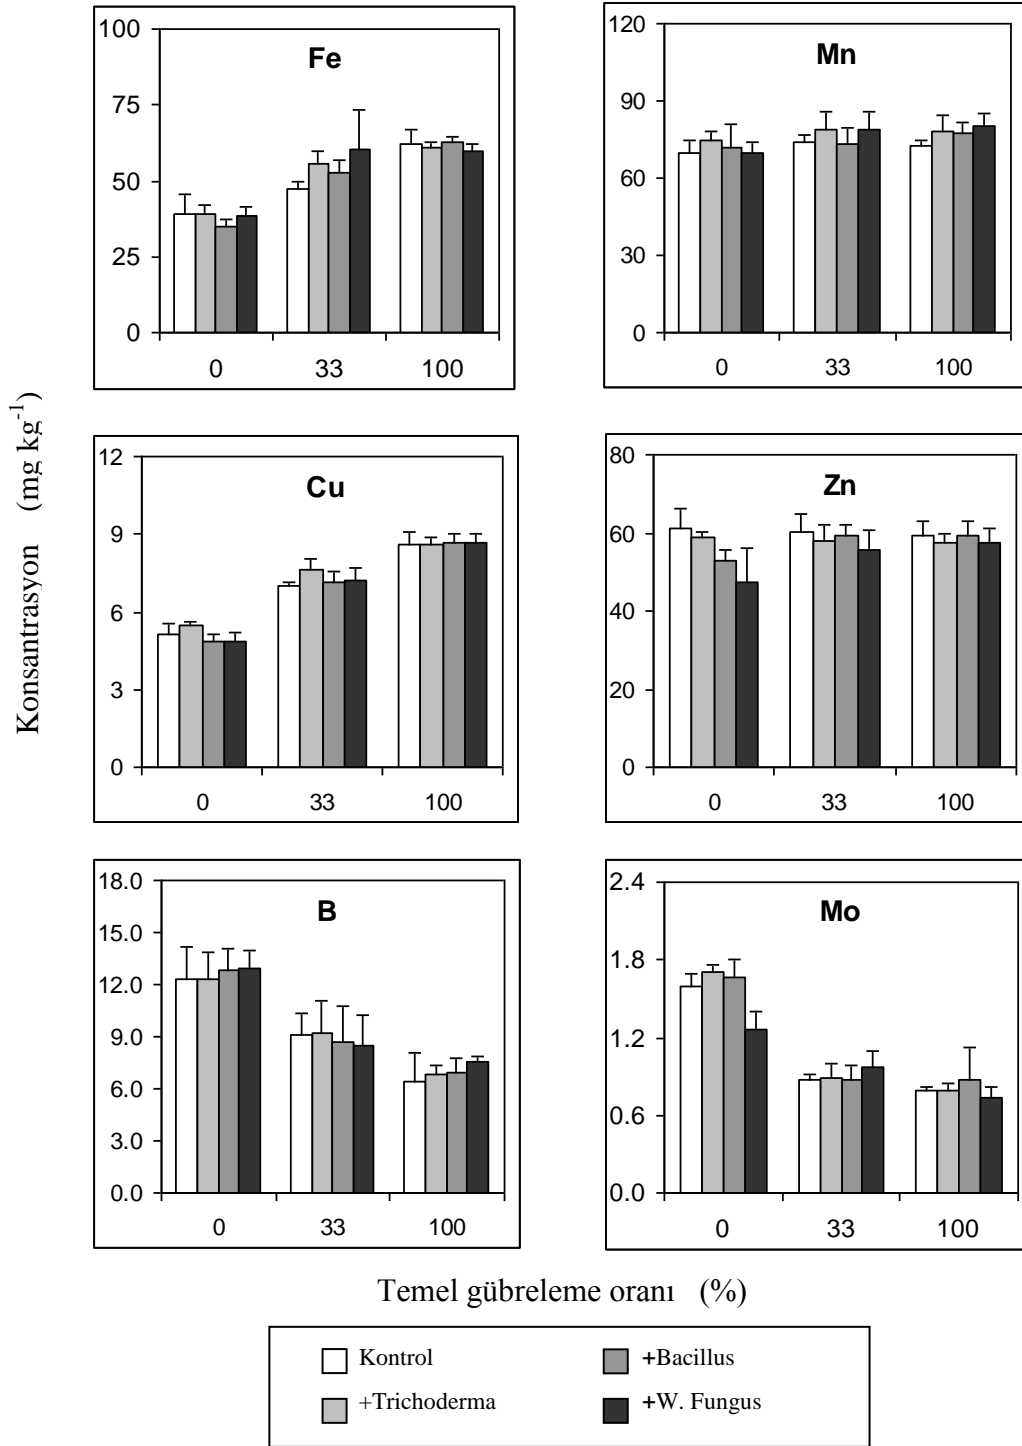 Fe
100
75
50
25
0
0 33 100
Mn
120
90
60
30
0
0 33 100
Konsantrasyon (mg kg⁻¹)
Cu
12
9
6
3
0
0 33 100
Zn
80
60
40
20
0
0 33 100
B
18.0
15.0
12.0
9.0
6.0
3.0
0.0
0 33 100
Mo
2.4
1.8
1.2
0.6
0.0
0 33 100
Temel gübreleme oranı (%)
Kontrol
+Bacillus
+Trichoderma
+W. Fungus